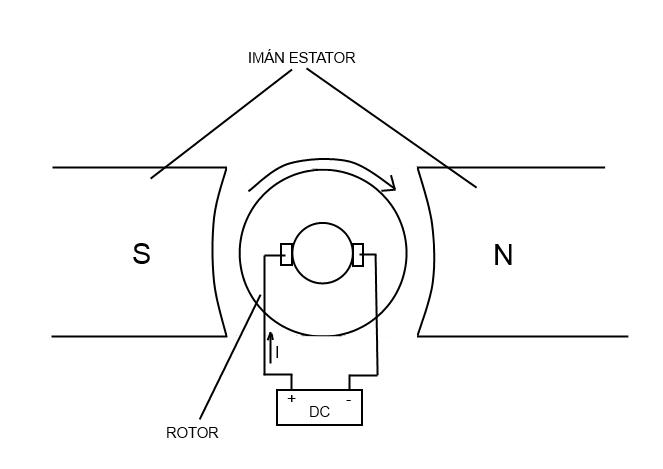 IMÁN ESTATOR
S
N
I
+ -
DC
ROTOR